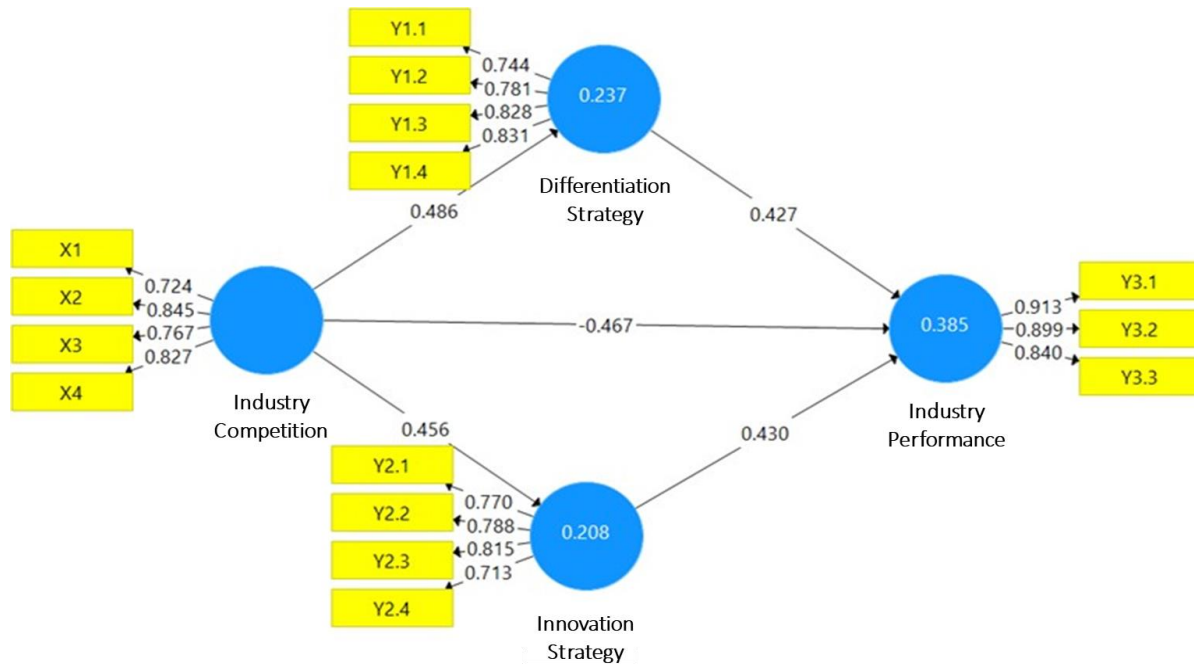 Y1.1
Y1.2
Y1.3
Y1.4
0.744
0.781
0.828
0.831
0.237
Differentiation
Strategy
0.486
0.427
X1
X2
X3
X4
0.724
0.845
0.767
0.827
Industry
Competition
-0.467
0.385
Industry
Performance
0.913
0.899
0.840
Y3.1
Y3.2
Y3.3
0.456
0.430
Y2.1
Y2.2
Y2.3
Y2.4
0.770
0.788
0.815
0.713
0.208
Innovation
Strategy